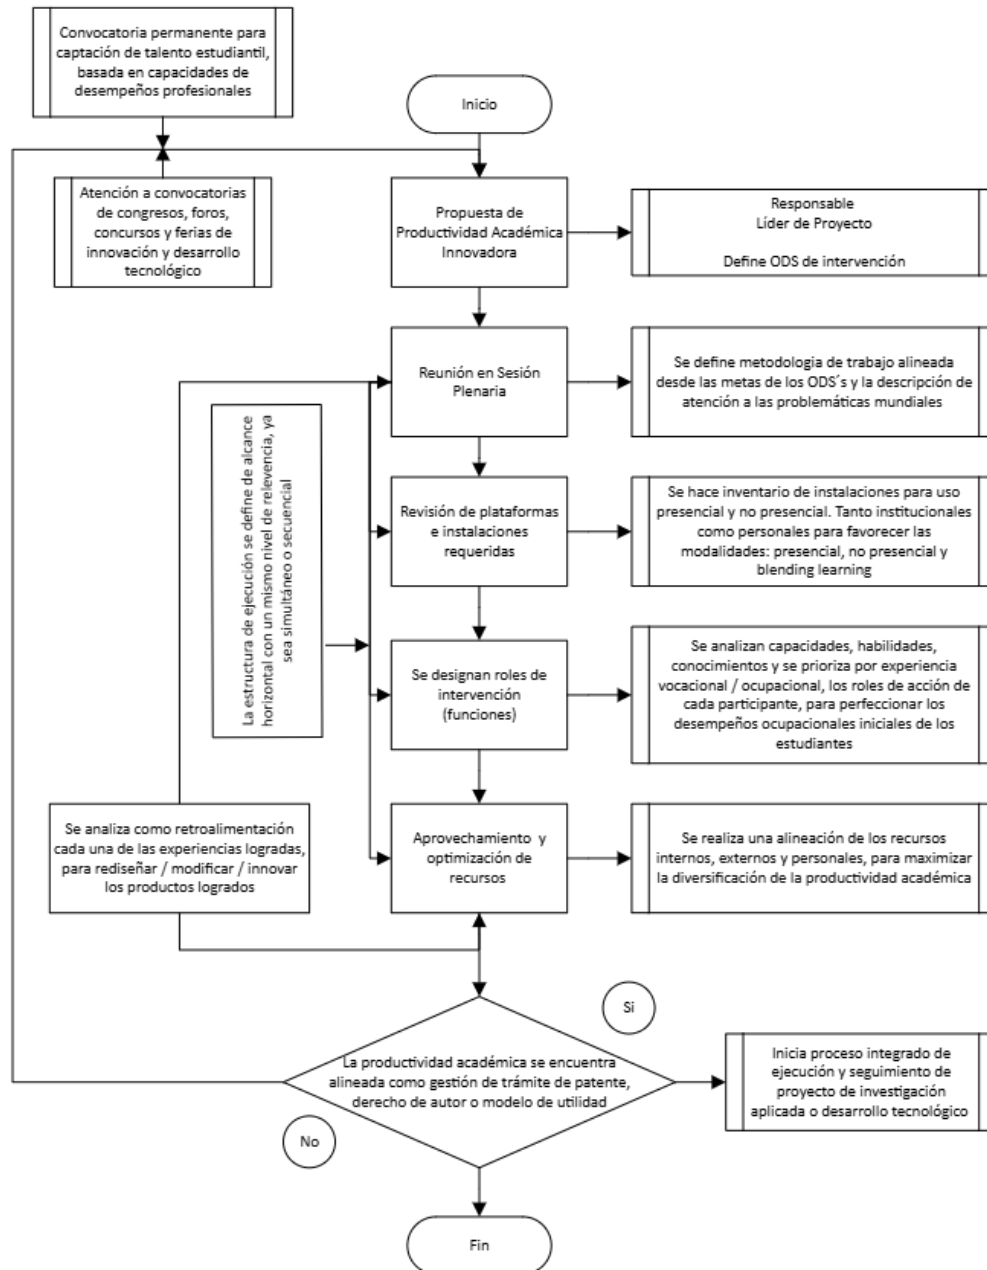 Convocatoria permanente para
captación de talento estudiantil,
basada en capacidades de
desempeños profesionales
Inicio
Atención a convocatorias
de congresos, foros,
concursos y ferias de
innovación y desarrollo
tecnológico
Propuesta de
Productividad Académica
Innovadora
Responsable
Líder de Proyecto
Define ODS de intervención
Reunión en Sesión
Plenaria
Se define metodologia de trabajo alineada
desde las metas de los ODS´s y la descripción de
atención a las problemáticas mundiales
La estructura de ejecución se define de alcance
horizontal con un mismo nivel de relevencia, ya
sea simultáneo o secuencial
Revisión de plataformas
e instalaciones
requeridas
Se hace inventario de instalaciones para uso
presencial y no presencial. Tanto institucionales
como personales para favorecer las
modalidades: presencial, no presencial y
blending learning
Se designan roles de
intervención
(funciones)
Se analizan capacidades, habilidades,
conocimientos y se prioriza por experiencia
vocacional / ocupacional, los roles de acción de
cada participante, para perfeccionar los
desempeños ocupacionales iniciales de los
estudiantes
Se analiza como retroalimentación
cada una de las experiencias logradas,
para rediseñar / modificar / innovar
los productos logrados
Aprovechamiento y
optimización de
recursos
Se realiza una alineación de los recursos
internos, externos y personales, para maximizar
la diversificación de la productividad académica
Si
La productividad académica se encuentra
alineada como gestión de trámite de patente,
derecho de autor o modelo de utilidad
Inicia proceso integrado de
ejecución y seguimiento de
proyecto de investigación
aplicada o desarrollo tecnológico
No
Fin